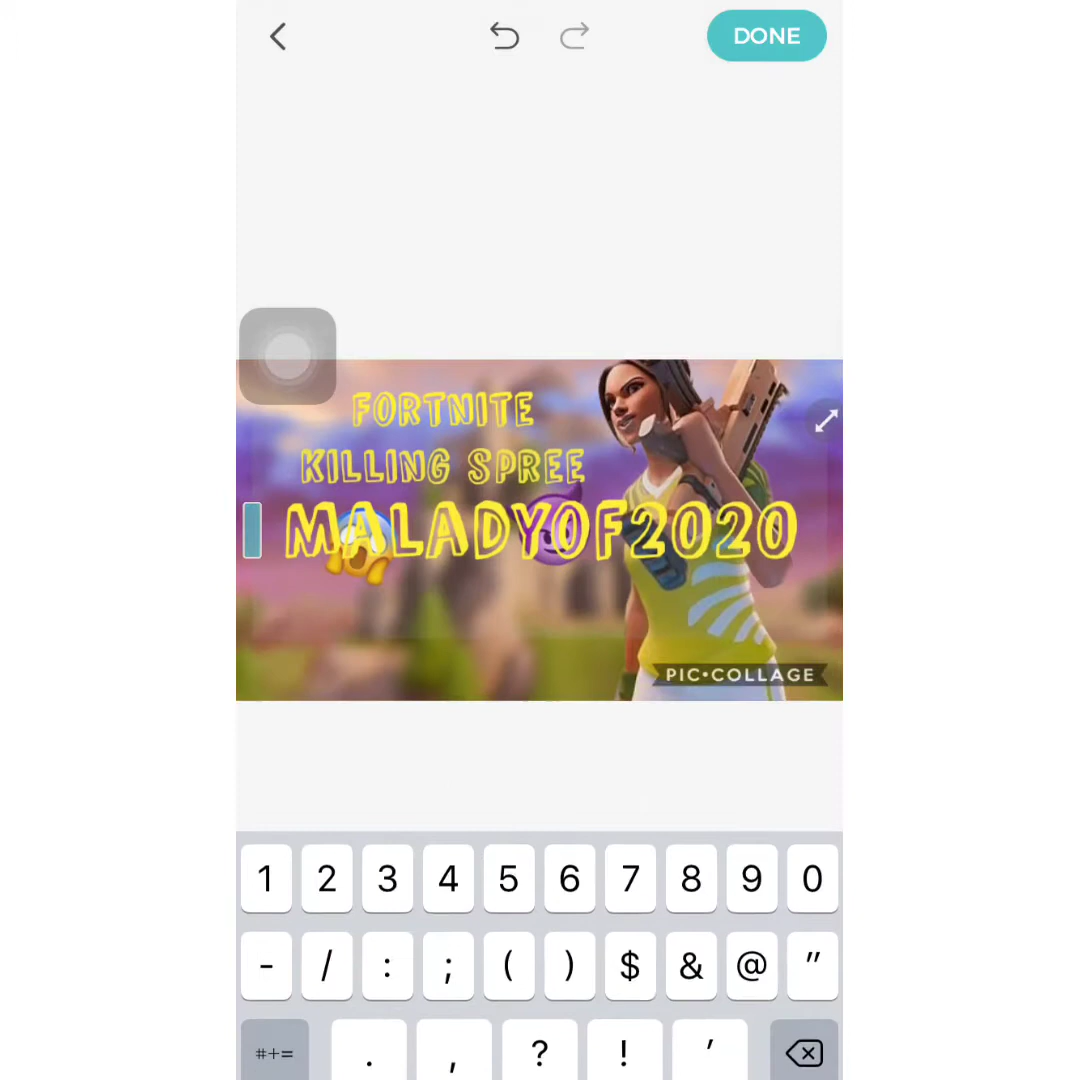 DONE
FORTNITE
KILLING SPREE
MALADYOF2020
PIC•COLLAGE
1 2 3 4 5 6 7 8 9 0
- / : ; ( ) $ & @ "
#+= . , ? ! '